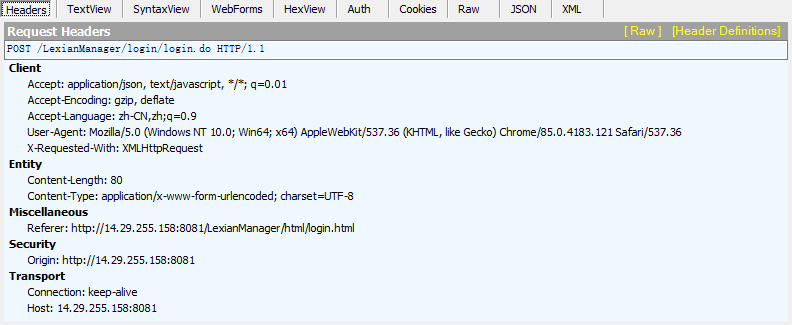 Headers TextView SyntaxView WebForms HexView Auth Cookies Raw JSON XML
Request Headers [ Raw ] [Header Definitions]
POST /LexianManager/login/login.do HTTP/1.1
Client
Accept: application/json, text/javascript, */*; q=0.01
Accept-Encoding: gzip, deflate
Accept-Language: zh-CN,zh;q=0.9
User-Agent: Mozilla/5.0 (Windows NT 10.0; Win64; x64) AppleWebKit/537.36 (KHTML, like Gecko) Chrome/85.0.4183.121 Safari/537.36
X-Requested-With: XMLHttpRequest
Entity
Content-Length: 80
Content-Type: application/x-www-form-urlencoded; charset=UTF-8
Miscellaneous
Referer: http://14.29.255.158:8081/LexianManager/html/login.html
Security
Origin: http://14.29.255.158:8081
Transport
Connection: keep-alive
Host: 14.29.255.158:8081